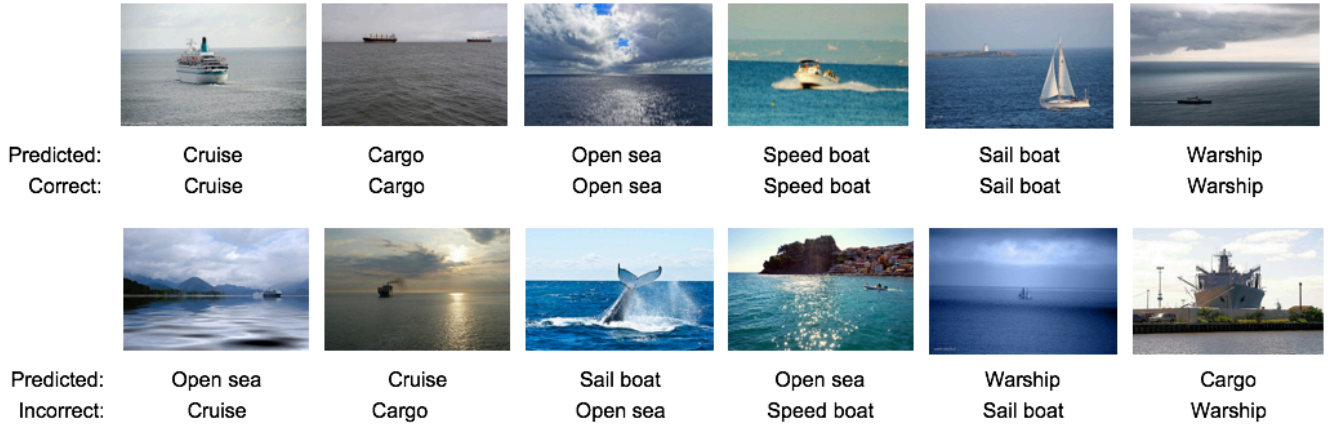 Predicted: Cruise Cargo Open sea Speed boat Sail boat Warship
Correct: Cruise Cargo Open sea Speed boat Sail boat Warship
Predicted: Open sea Cruise Sail boat Open sea Warship Cargo
Incorrect: Cruise Cargo Open sea Speed boat Sail boat Warship